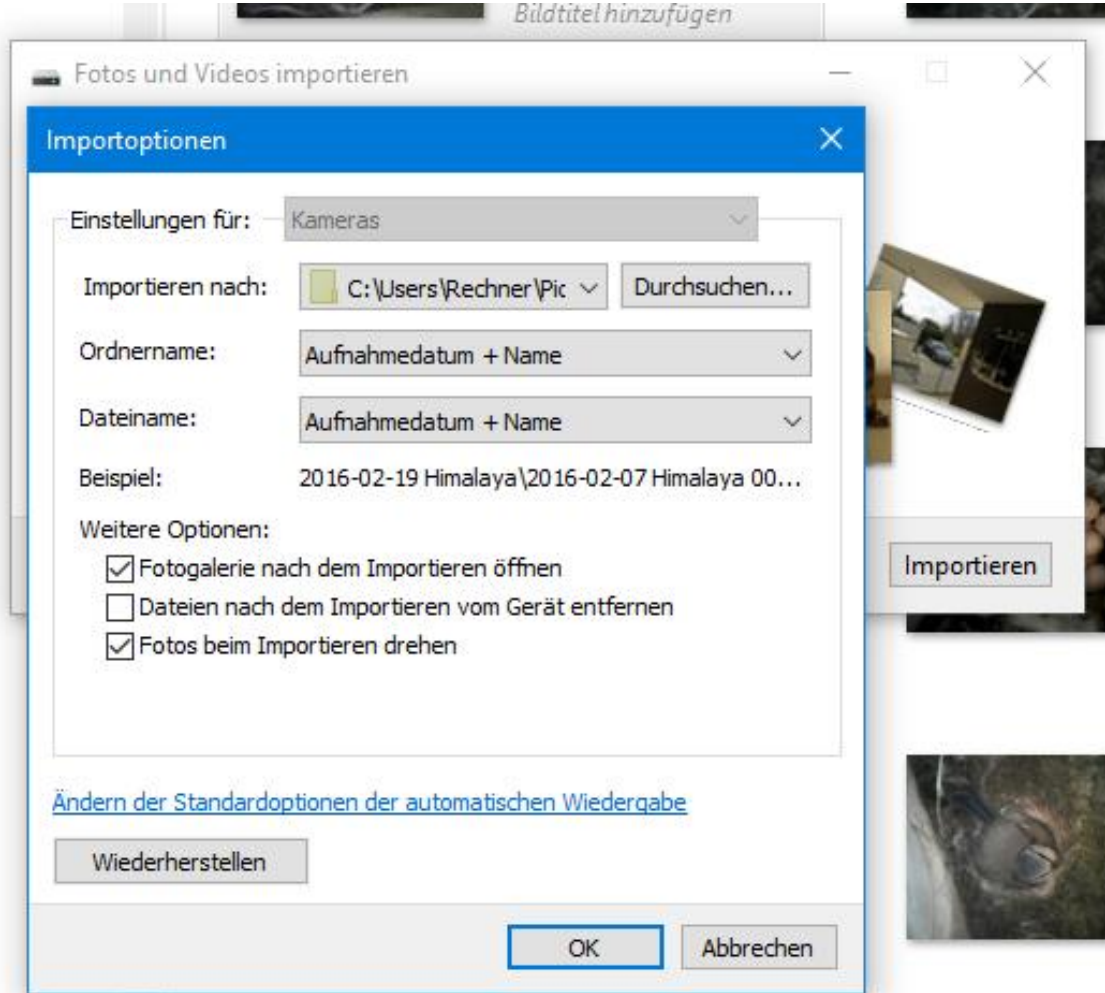 Bildtitel hinzufügen
Fotos und Videos importieren
Importoptionen
Einstellungen für: Kameras
Importieren nach: C:\Users\Rechner\Pic Durchsuchen...
Ordnername: Aufnahmedatum + Name
Dateiname: Aufnahmedatum + Name
Beispiel: 2016-02-19 Himalaya\2016-02-07 Himalaya 00...
Weitere Optionen:
Fotogalerie nach dem Importieren öffnen
Dateien nach dem Importieren vom Gerät entfernen
Fotos beim Importieren drehen
Importieren
Ändern der Standardoptionen der automatischen Wiedergabe
Wiederherstellen
OK Abbrechen